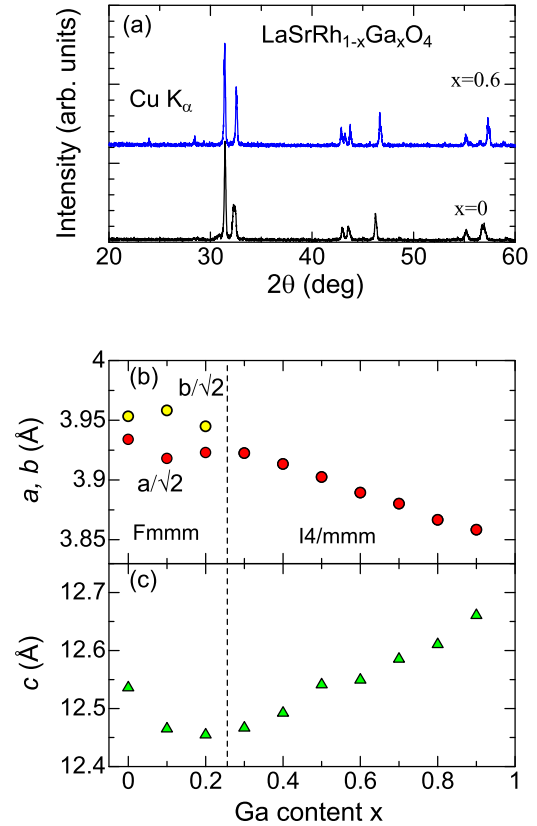 (a)
LaSrRh1-xGaxO4
Cu Kα
x=0.6
x=0
Intensity (arb. units)
20 30 40 50 60
2θ (deg)
(b)
b/√2
a/√2
Fmmm
I4/mmm
a, b (Å)
4
3.95
3.9
3.85
(c)
c (Å)
12.7
12.6
12.5
12.4
0 0.2 0.4 0.6 0.8 1
Ga content x